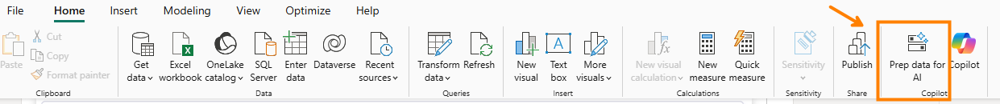 File Home Insert Modeling View Optimize Help
Paste
Cut
Copy
Format painter
Clipboard
Get data
Excel workbook
OneLake catalog
SQL Server
Enter data
Dataverse
Recent sources
Data
Transform data
Refresh
Queries
New visual
A
Text box
More visuals
Insert
fx
New visual calculation
New measure
Quick measure
Calculations
Sensitivity
Sensitivity
Publish
Share
Prep data for AI
Copilot
Copilot